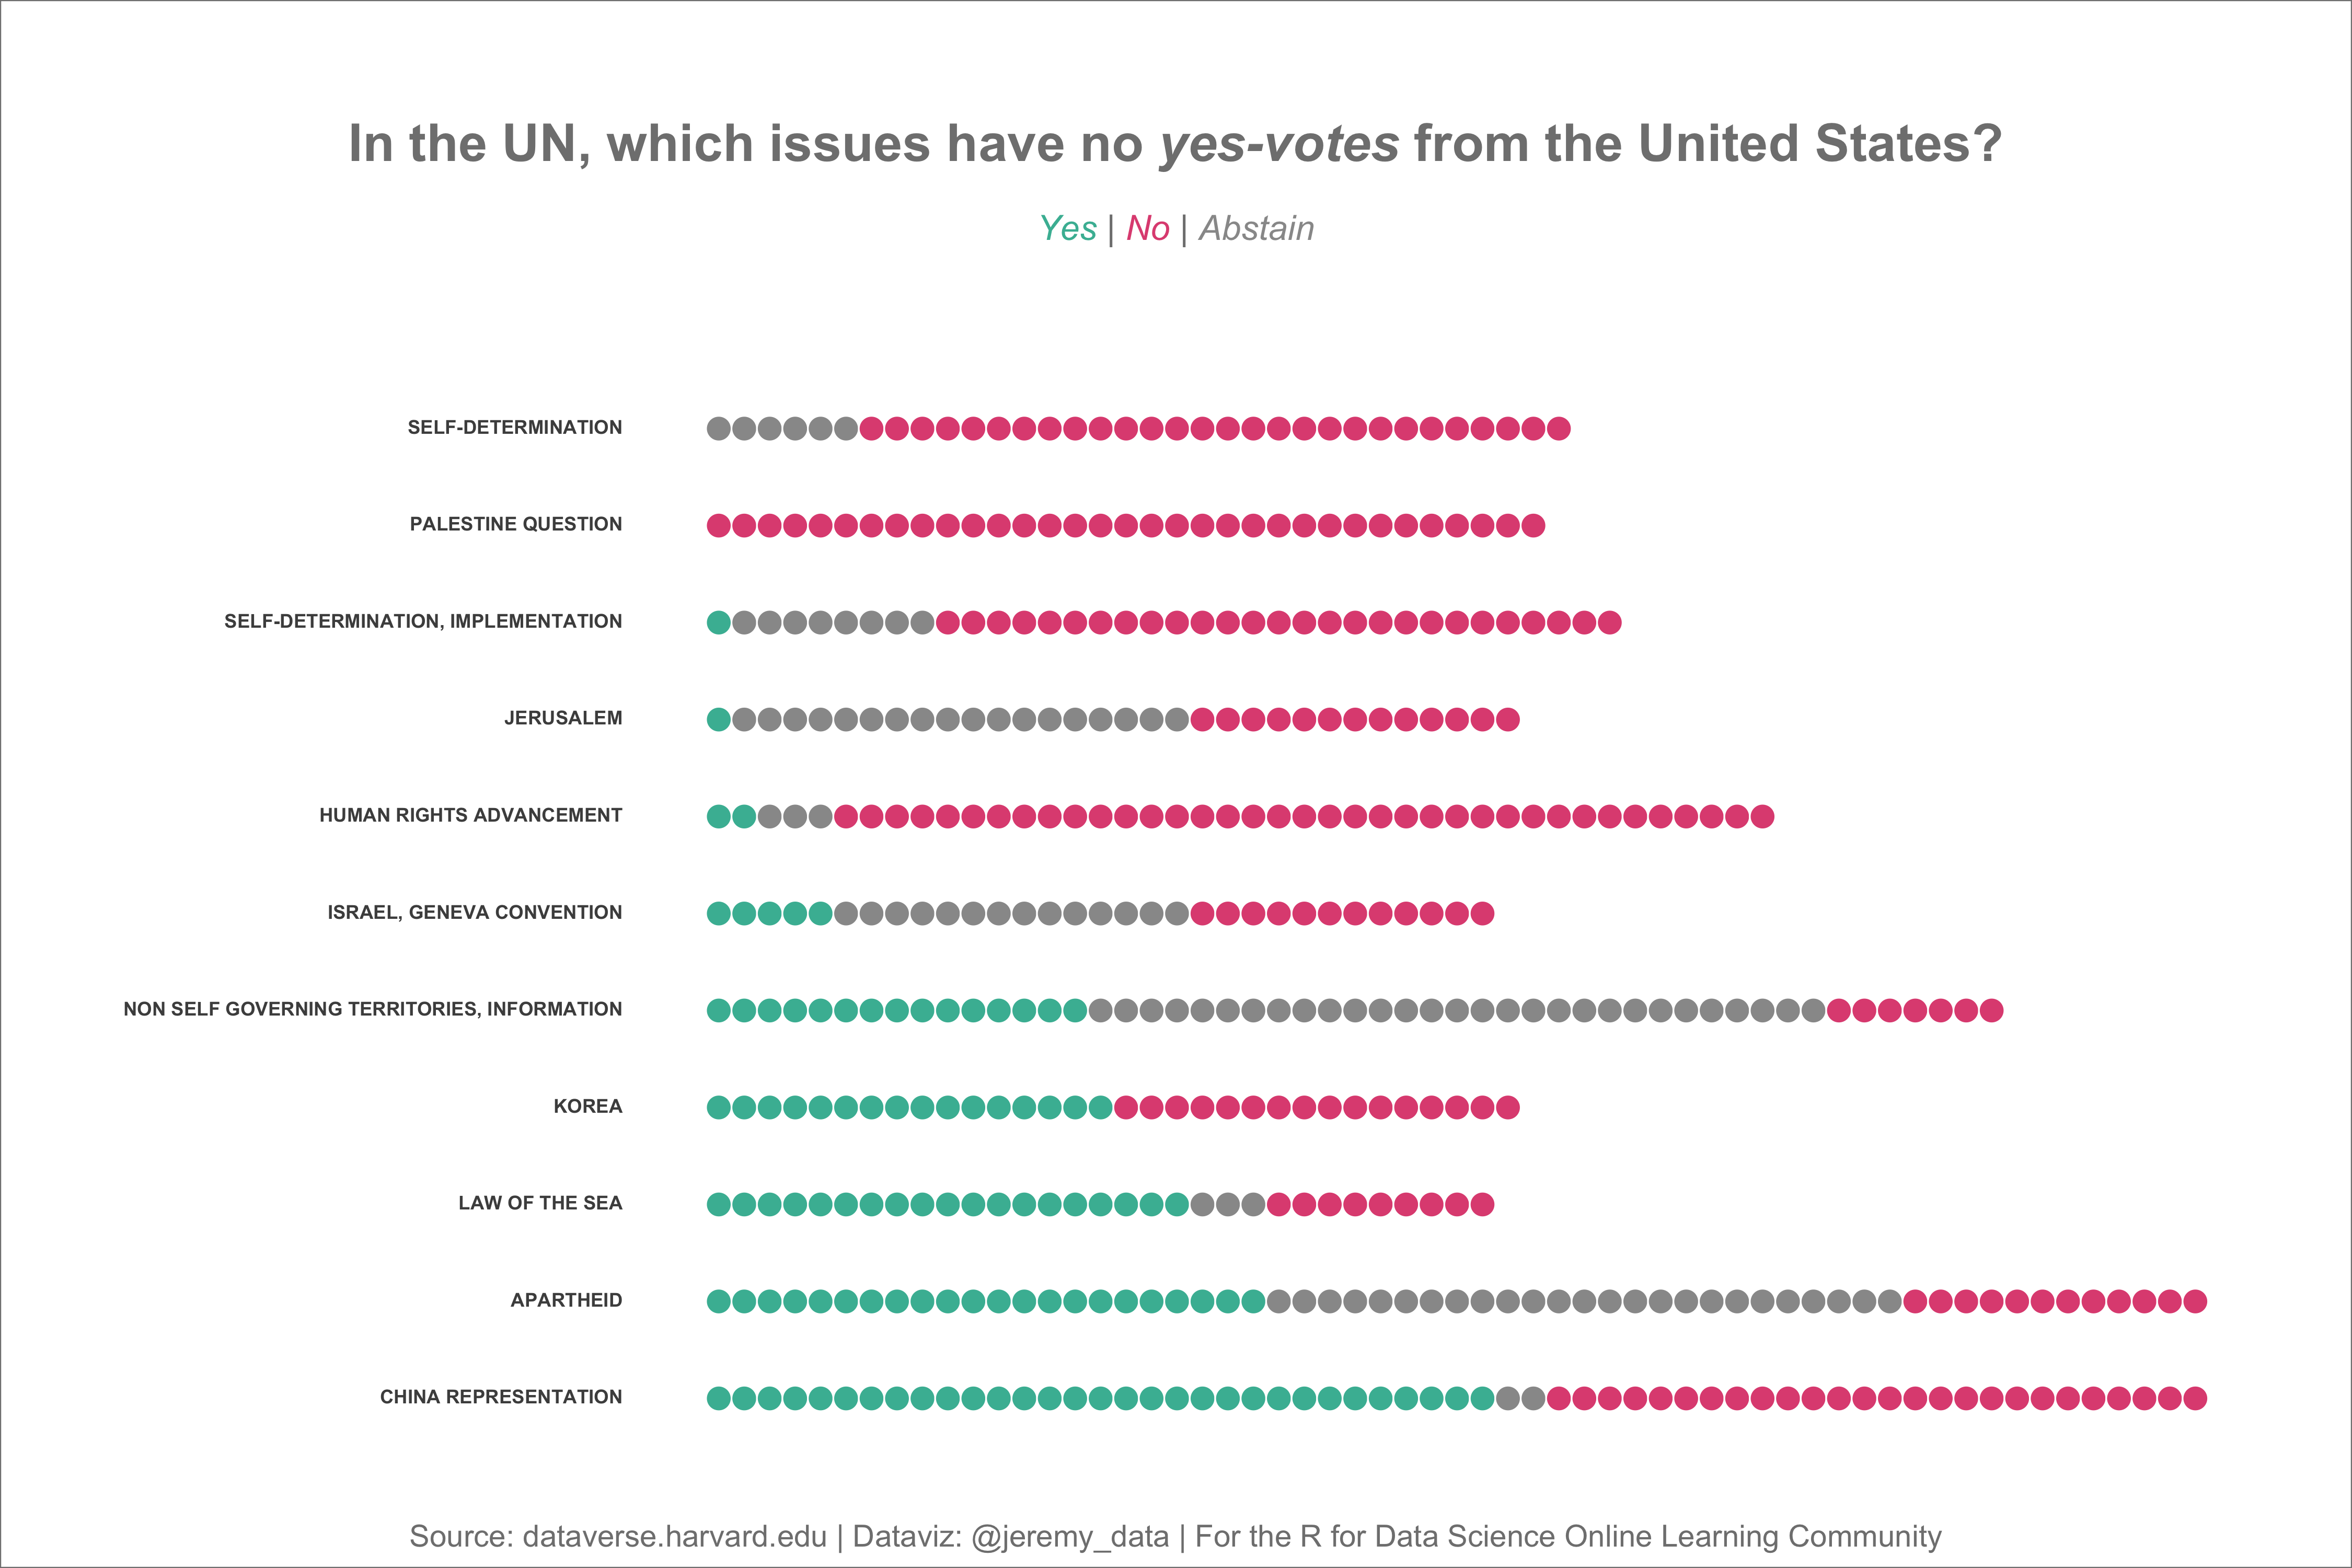 In the UN, which issues have no yes-votes from the United States?
Yes | No | Abstain
SELF-DETERMINATION
PALESTINE QUESTION
SELF-DETERMINATION, IMPLEMENTATION
JERUSALEM
HUMAN RIGHTS ADVANCEMENT
ISRAEL, GENEVA CONVENTION
NON SELF GOVERNING TERRITORIES, INFORMATION
KOREA
LAW OF THE SEA
APARTHEID
CHINA REPRESENTATION
Source: dataverse.harvard.edu | Dataviz: @jeremy_data | For the R for Data Science Online Learning Community